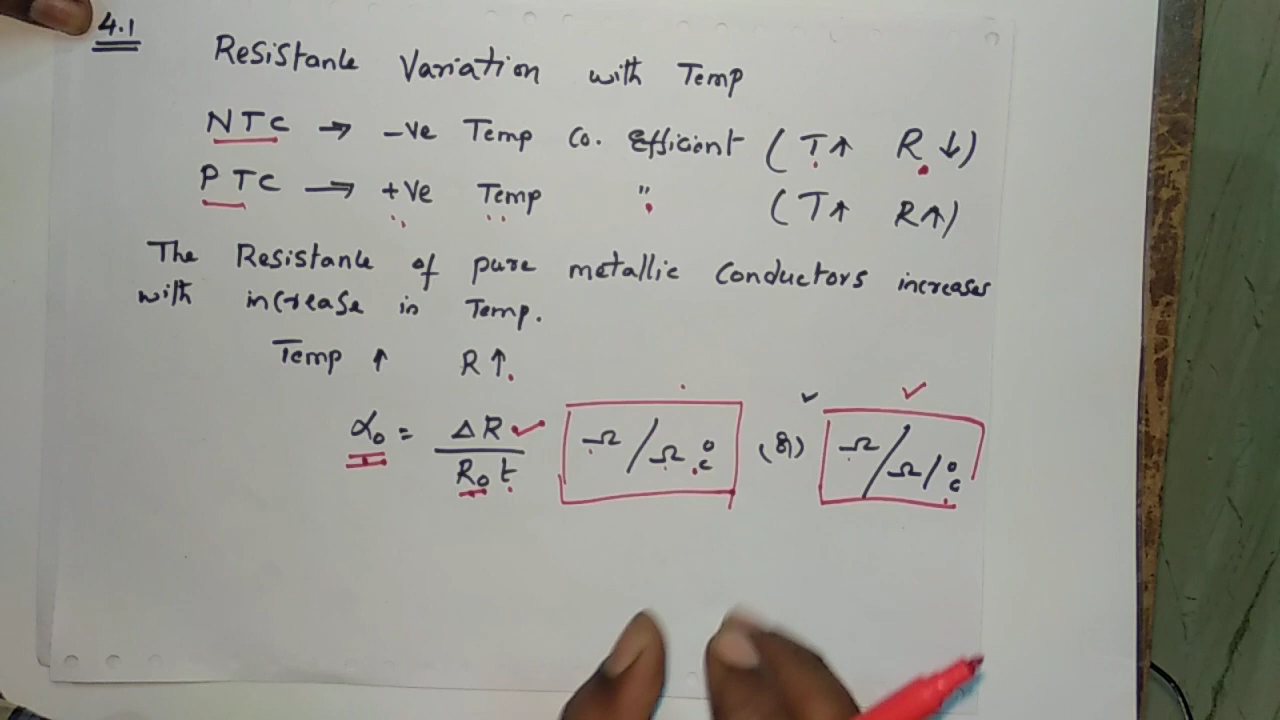 4.1
Resistance Variation with Temp
NTC → -ve Temp Co. Efficient ( T↑ R↓)
PTC → +ve Temp " ( T↑ R↑)
The Resistance of pure metallic conductors increases
with increase in Temp.
Temp ↑ R↑.
α₀ = ΔR / R₀t Ω/Ω °C (or) Ω/Ω/°C